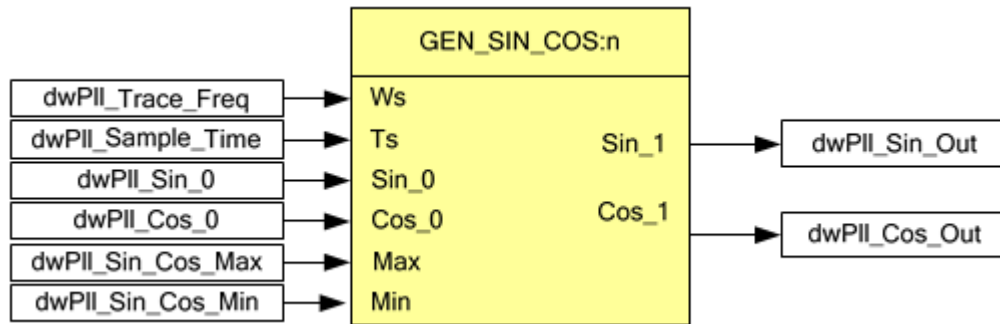 GEN_SIN_COS:n
dwPll_Trace_Freq Ws
dwPll_Sample_Time Ts Sin_1 dwPll_Sin_Out
dwPll_Sin_0 Sin_0
dwPll_Cos_0 Cos_0 Cos_1 dwPll_Cos_Out
dwPll_Sin_Cos_Max Max
dwPll_Sin_Cos_Min Min